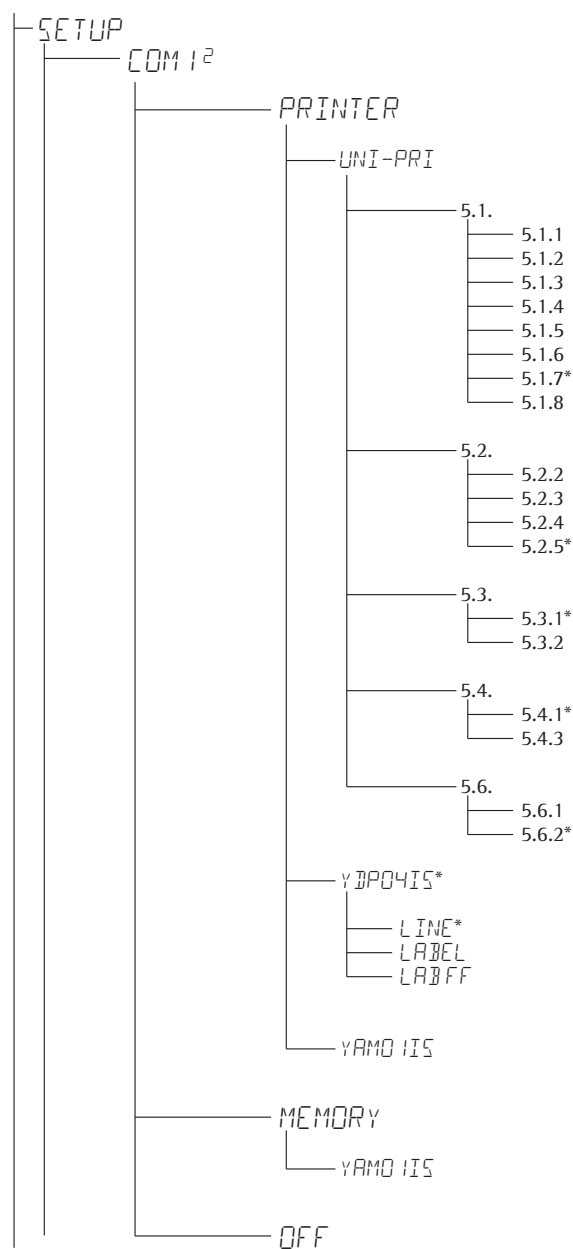 SETUP
COM1²
PRINTER
UNI-PRI
5.1.
5.1.1
5.1.2
5.1.3
5.1.4
5.1.5
5.1.6
5.1.7*
5.1.8
5.2.
5.2.2
5.2.3
5.2.4
5.2.5*
5.3.
5.3.1*
5.3.2
5.4.
5.4.1*
5.4.3
5.6.
5.6.1
5.6.2*
YDP04IS*
LINE*
LABEL
LABFF
YAM01IS
MEMORY
YAM01IS
OFF